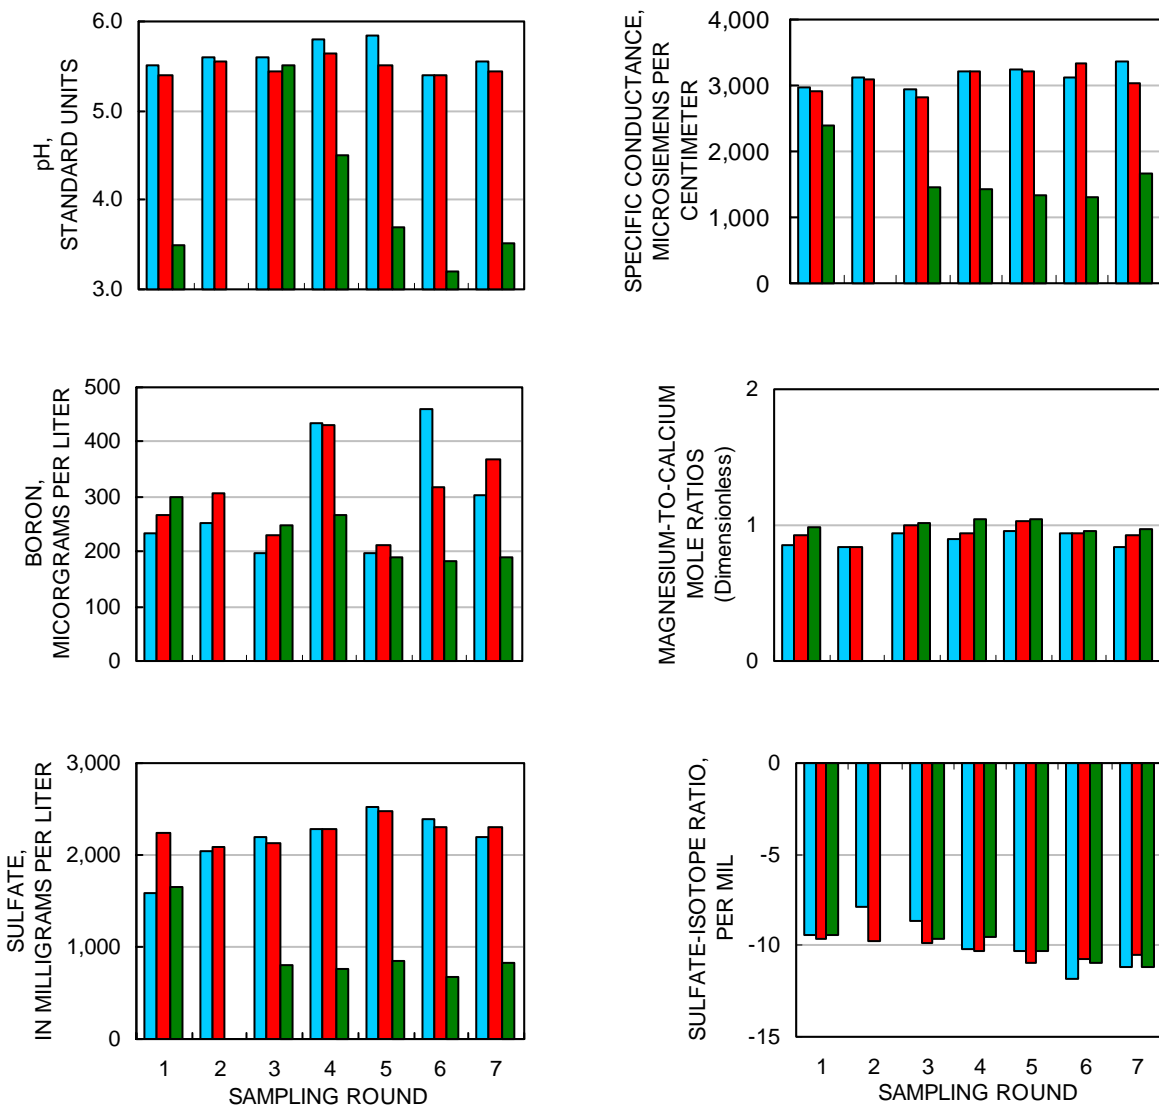 pH,
STANDARD UNITS
6.0
5.0
4.0
3.0
SPECIFIC CONDUCTANCE,
MICROSIEMENS PER
CENTIMETER
4,000
3,000
2,000
1,000
0
BORON,
MICORGRAMS PER LITER
500
400
300
200
100
0
MAGNESIUM-TO-CALCIUM
MOLE RATIOS
(Dimensionless)
2
1
0
SULFATE,
IN MILLIGRAMS PER LITER
3,000
2,000
1,000
0
1 2 3 4 5 6 7
SAMPLING ROUND
SULFATE-ISOTOPE RATIO,
PER MIL
0
-5
-10
-15
1 2 3 4 5 6 7
SAMPLING ROUND